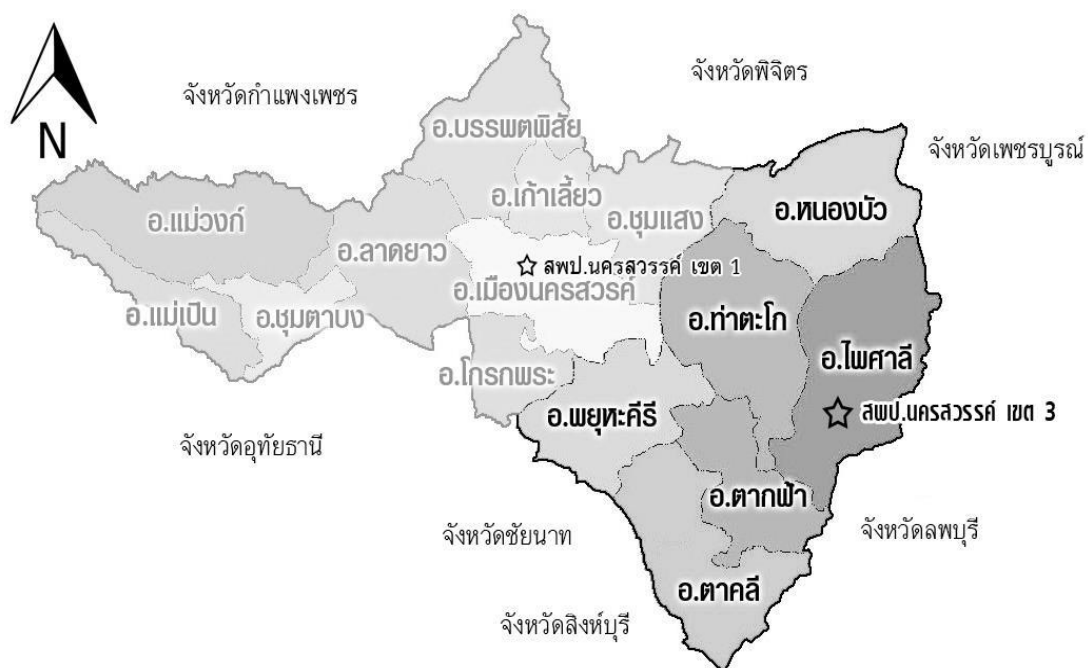 จังหวัดพิจิตร
จังหวัดกำแพงเพชร
N
อ.บรรพตพิสัย
จังหวัดเพชรบูรณ์
อ.เก้าเลี้ยว
อ.หนองบัว
อ.แม่วงก์
อ.ชุมแสง
อ.ลาดยาว
สพป.นครสวรรค์ เขต 1
อ.เมืองนครสวรค์
อ.แม่เปิน
อ.ชุมตาบง
อ.ท่าตะโก
อ.ไพศาลี
อ.โกรกพระ
อ.พยุหะคีรี
สพป.นครสวรรค์ เขต 3
จังหวัดอุทัยธานี
อ.ตากฟ้า
จังหวัดชัยนาท
จังหวัดลพบุรี
อ.ตาคลี
จังหวัดสิงห์บุรี